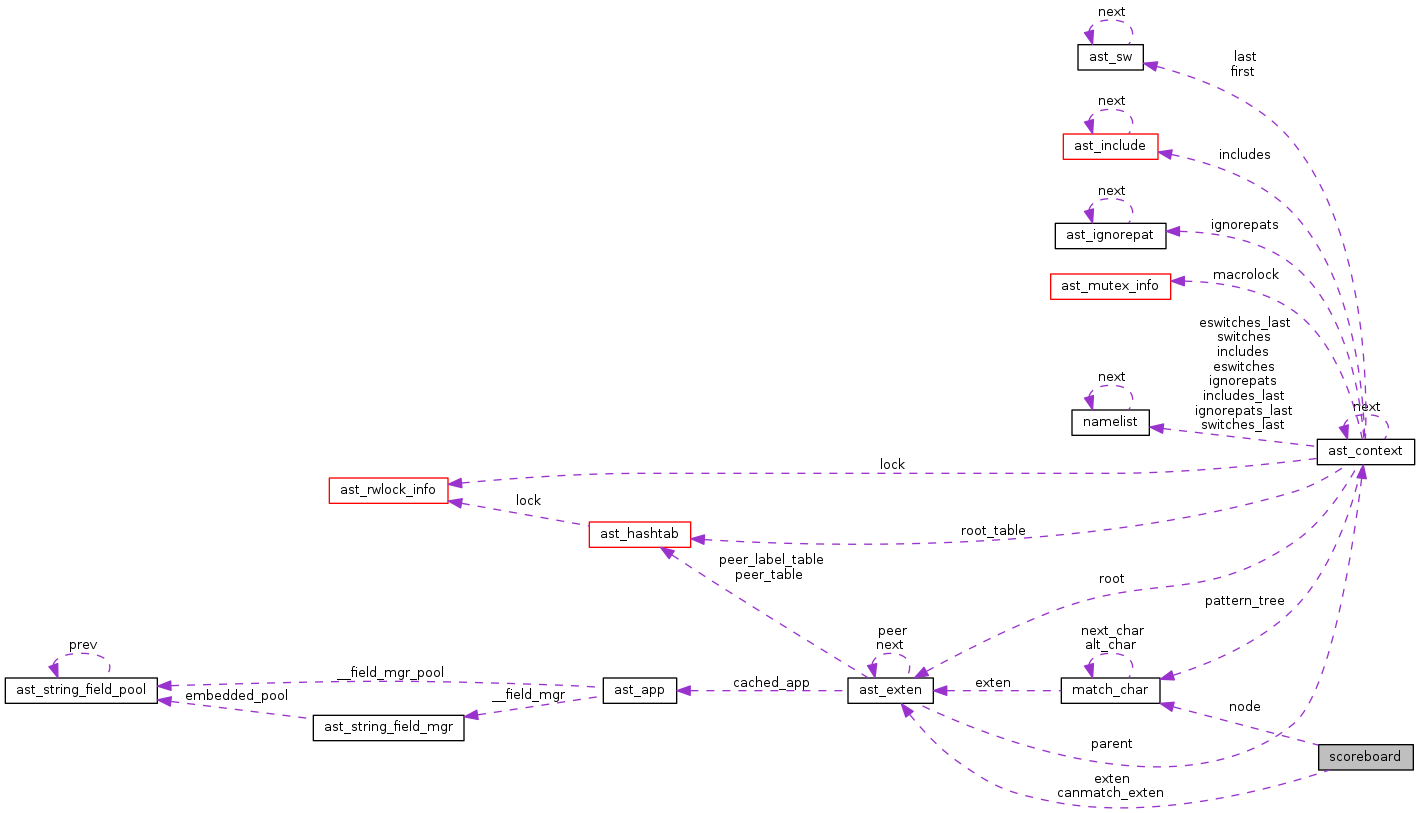 next
ast_sw
last
first
next
ast_include
includes
next
ast_ignorepat
ignorepats
macrolock
ast_mutex_info
eswitches_last
switches
includes
eswitches
ignorepats
includes_last
ignorepats_last
switches_last
next
namelist
next
ast_context
lock
ast_rwlock_info
lock
ast_hashtab
root_table
peer_label_table
peer_table
root
pattern_tree
prev
ast_string_field_pool
__field_mgr_pool
embedded_pool
__field_mgr
ast_string_field_mgr
ast_app
cached_app
peer
next
ast_exten
exten
next_char
alt_char
match_char
node
parent
scoreboard
exten
canmatch_exten